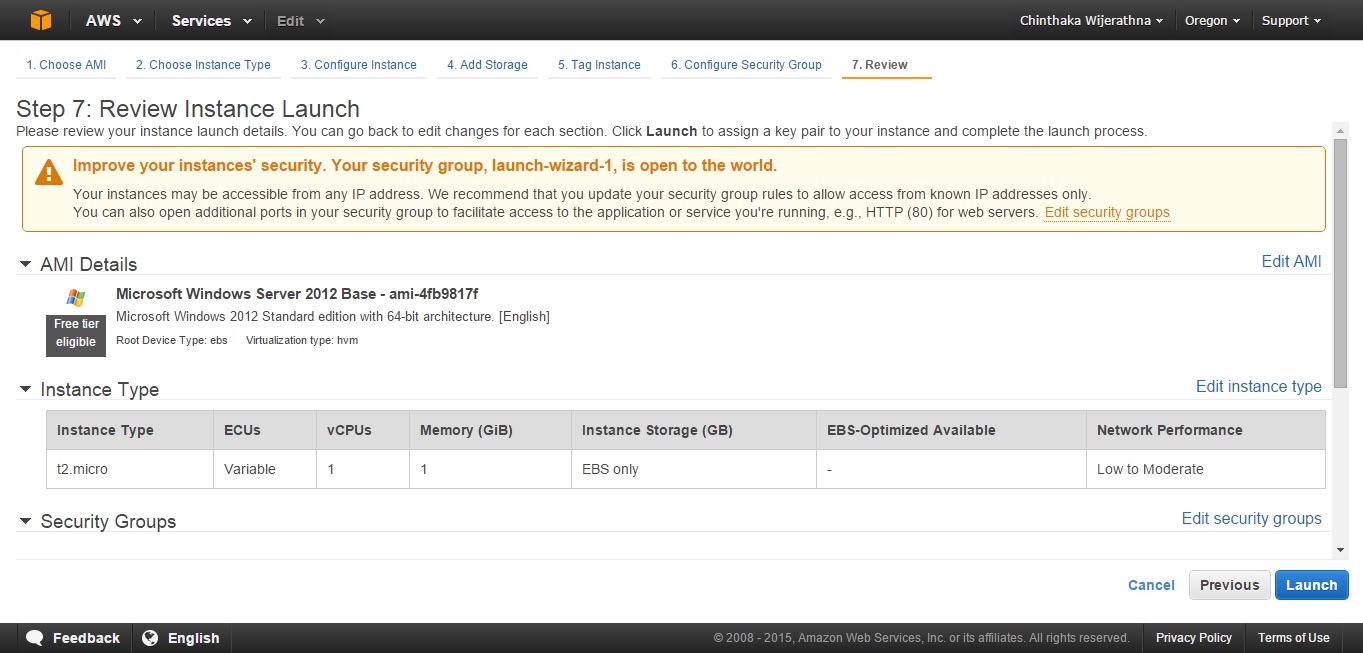 AWS Services Edit Chinthaka Wijerathna Oregon Support
1. Choose AMI 2. Choose Instance Type 3. Configure Instance 4. Add Storage 5. Tag Instance 6. Configure Security Group 7. Review
Step 7: Review Instance Launch
Please review your instance launch details. You can go back to edit changes for each section. Click Launch to assign a key pair to your instance and complete the launch process.
Improve your instances' security. Your security group, launch-wizard-1, is open to the world.
Your instances may be accessible from any IP address. We recommend that you update your security group rules to allow access from known IP addresses only.
You can also open additional ports in your security group to facilitate access to the application or service you're running, e.g., HTTP (80) for web servers. Edit security groups
AMI Details Edit AMI
Microsoft Windows Server 2012 Base - ami-4fb9817f
Free tier
eligible
Microsoft Windows 2012 Standard edition with 64-bit architecture. [English]
Root Device Type: ebs Virtualization type: hvm
Instance Type Edit instance type
Instance Type ECUs vCPUs Memory (GiB) Instance Storage (GB) EBS-Optimized Available Network Performance
t2.micro Variable 1 1 EBS only - Low to Moderate
Security Groups Edit security groups
Cancel Previous Launch
Feedback English © 2008 - 2015, Amazon Web Services, Inc. or its affiliates. All rights reserved. Privacy Policy Terms of Use